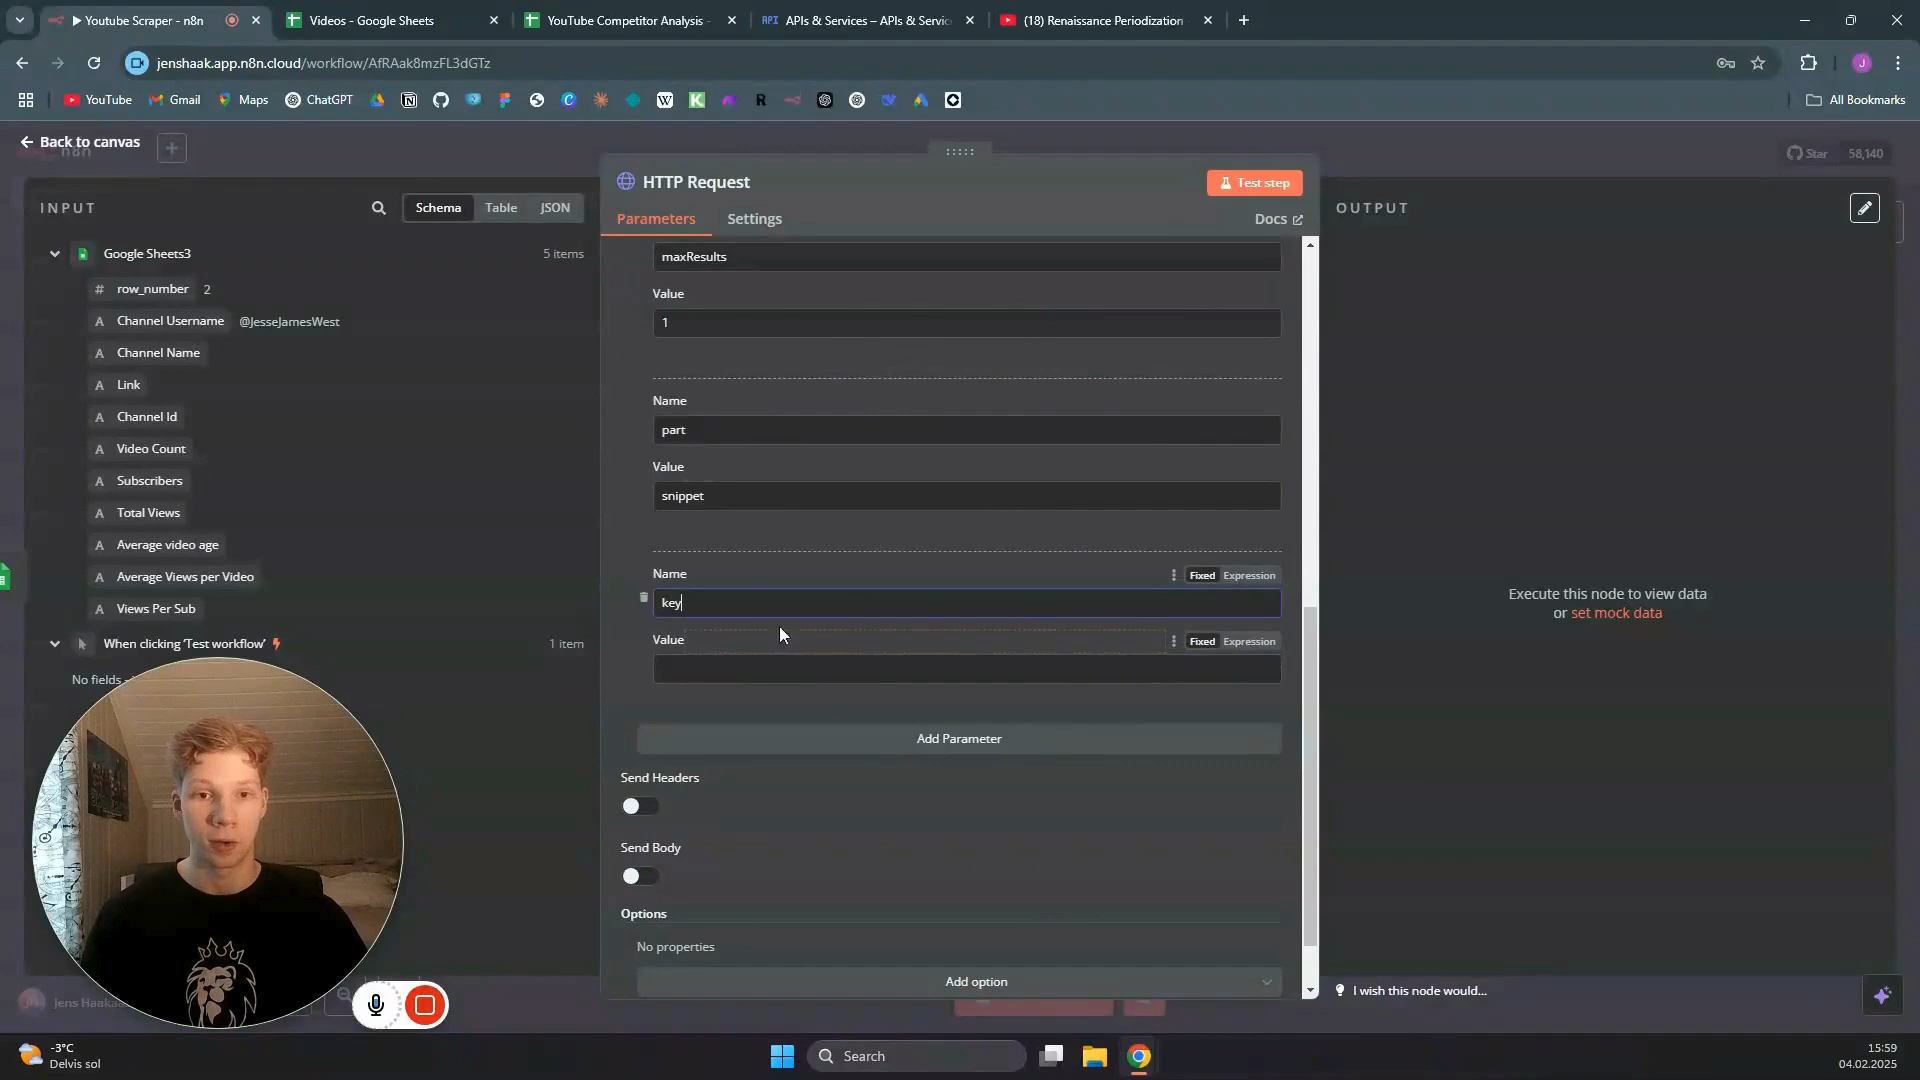 Youtube Scraper - n8n
Videos - Google Sheets
YouTube Competitor Analysis -
API APIs & Services – APIs & Servic
(18) Renaissance Periodization
jenshaak.app.n8n.cloud/workflow/AfRAak8mzFL3dGTz
J
YouTube
Gmail
Maps
ChatGPT
All Bookmarks
Back to canvas
Star 58,140
HTTP Request
Test step
INPUT
Schema
Table
JSON
Parameters
Settings
Docs
OUTPUT
Google Sheets3
5 items
# row_number 2
A Channel Username @JesseJamesWest
A Channel Name
A Link
A Channel Id
A Video Count
A Subscribers
A Total Views
A Average video age
A Average Views per Video
A Views Per Sub
When clicking ‘Test workflow’
1 item
No fields -
maxResults
Value
1
Name
part
Value
snippet
Name
Fixed Expression
key
Value
Fixed Expression
Add Parameter
Send Headers
Send Body
Options
No properties
Add option
Execute this node to view data
or set mock data
I wish this node would...
Jens Haaka
-3°C
Delvis sol
Search
15:59
04.02.2025